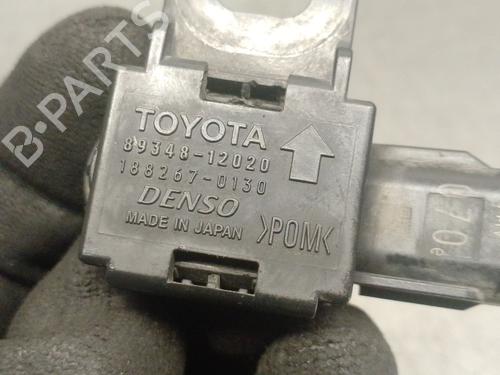 B-PARTS
TOYOTA
89348-12020
188267-0130
DENSO
MADE IN JAPAN
>POM<